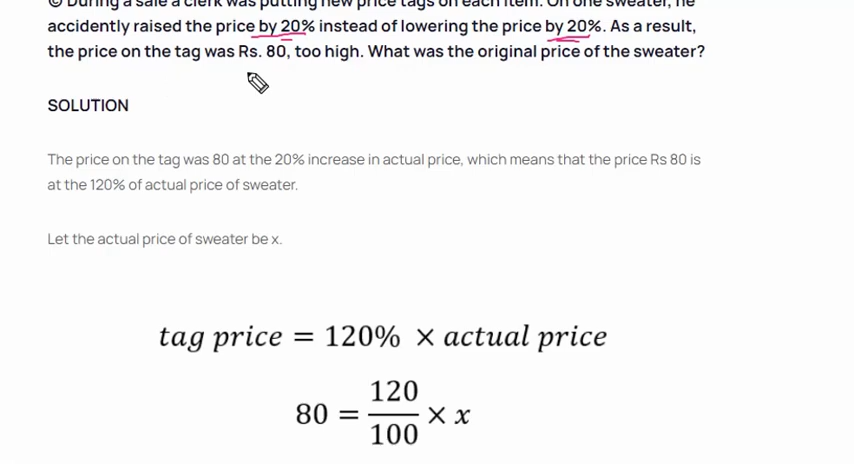 © During a sale a clerk was putting new price tags on each item. On one sweater, he
accidently raised the price by 20% instead of lowering the price by 20%. As a result,
the price on the tag was Rs. 80, too high. What was the original price of the sweater?
SOLUTION
The price on the tag was 80 at the 20% increase in actual price, which means that the price Rs 80 is
at the 120% of actual price of sweater.
Let the actual price of sweater be x.
tag price = 120% × actual price
80 = 120/100 × x